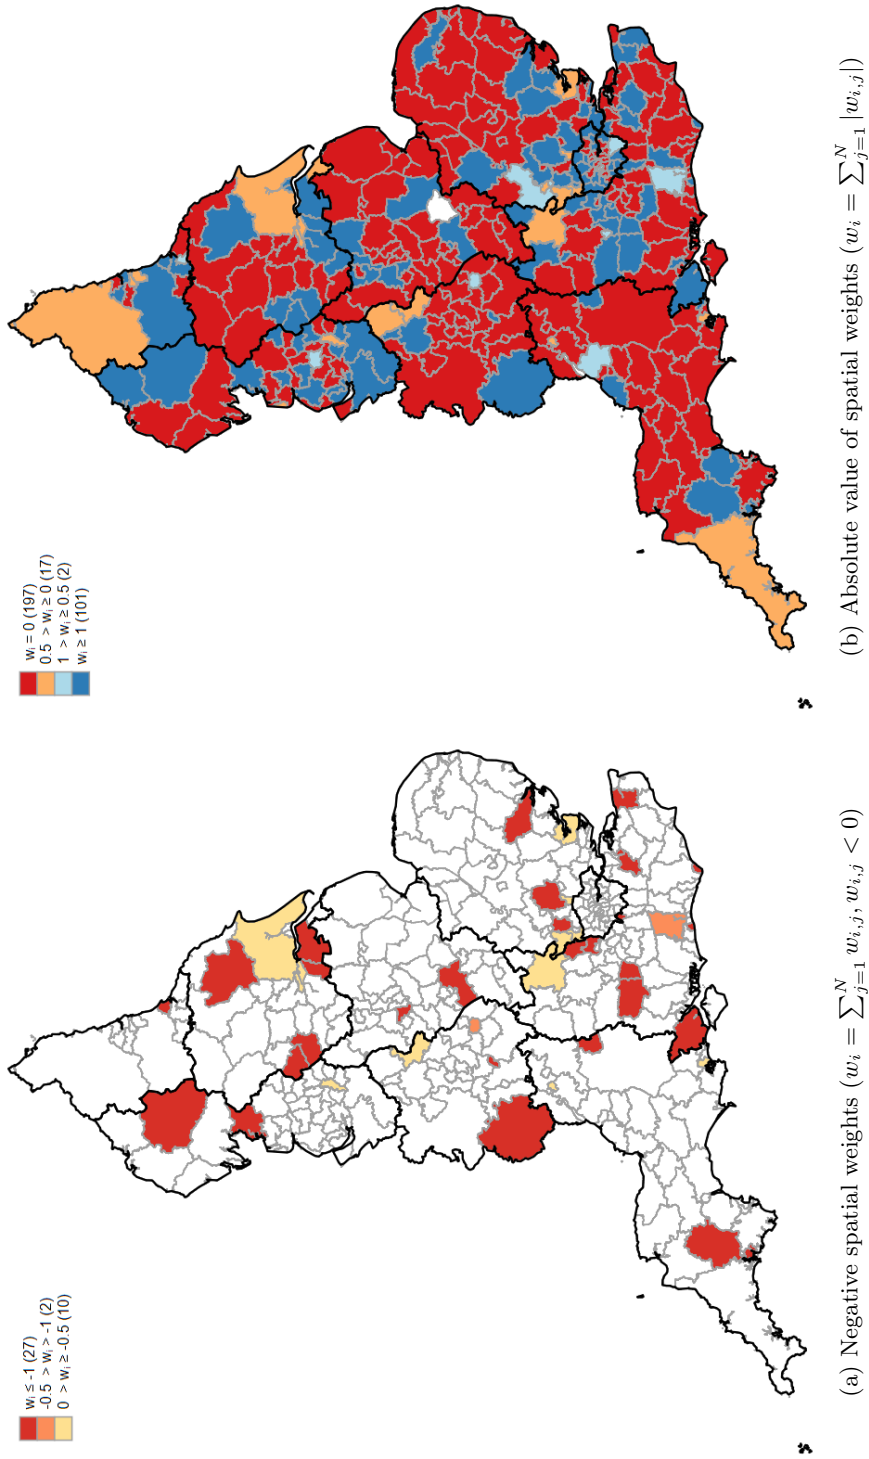 wᵢ ≤ -1 (27)
-0.5 > wᵢ > -1 (2)
0 > wᵢ ≥ -0.5 (10)
(a) Negative spatial weights (wᵢ = ∑ᴺⱼ₌₁ wᵢ,ⱼ, wᵢ,ⱼ < 0)
wᵢ = 0 (197)
0.5 > wᵢ ≥ 0 (17)
1 > wᵢ ≥ 0.5 (2)
wᵢ ≥ 1 (101)
(b) Absolute value of spatial weights (wᵢ = ∑ᴺⱼ₌₁ |wᵢ,ⱼ|)